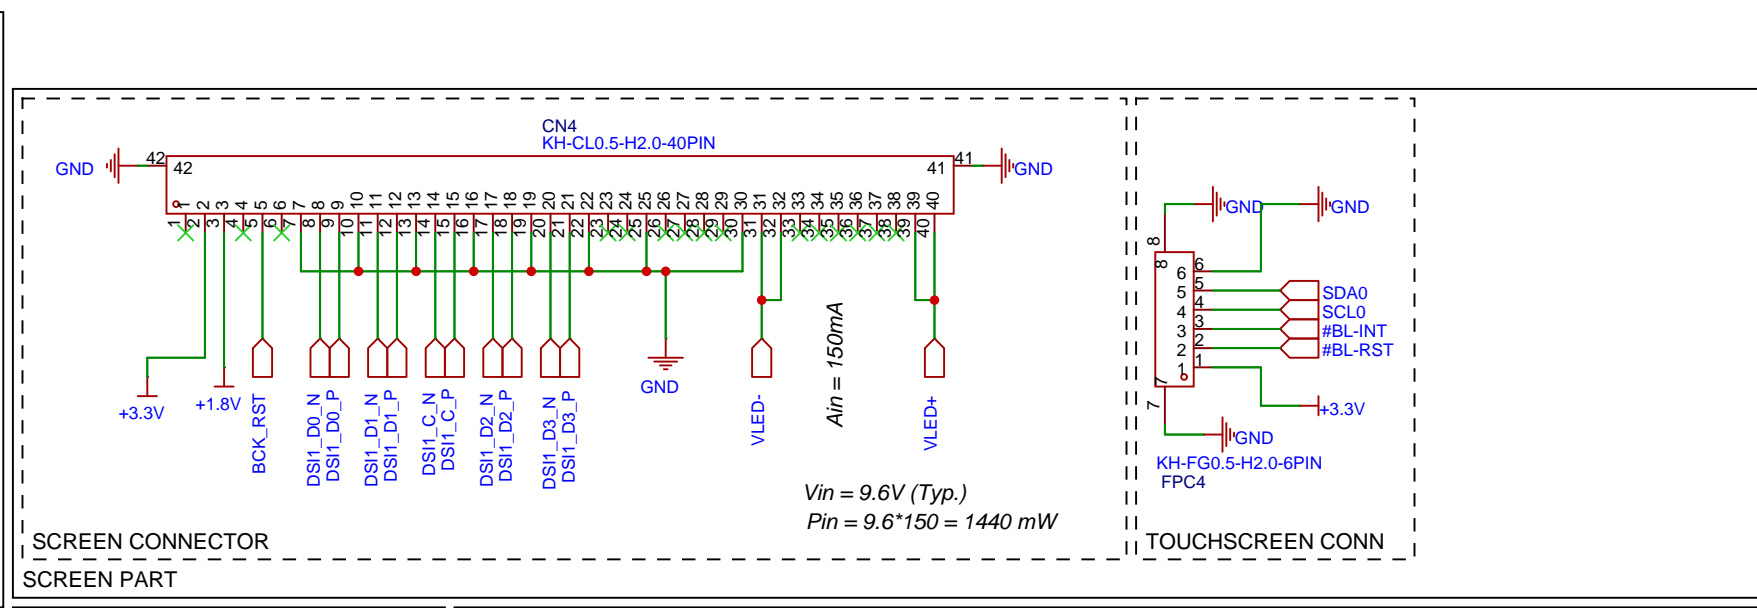 CN4
KH-CL0.5-H2.0-40PIN
GND 42 41 GND
42 41
1 2 3 4 5 6 7 8 9 10 11 12 13 14 15 16 17 18 19 20 21 22 23 24 25 26 27 28 29 30 31 32 33 34 35 36 37 38 39 40
1 2 3 4 5 6 7 8 9 10 11 12 13 14 15 16 17 18 19 20 21 22 23 24 25 26 27 28 29 30 31 32 33 34 35 36 37 38 39 40
+3.3V
+1.8V
BCK_RST
DSI1_D0_N
DSI1_D0_P
DSI1_D1_N
DSI1_D1_P
DSI1_C_N
DSI1_C_P
DSI1_D2_N
DSI1_D2_P
DSI1_D3_N
DSI1_D3_P
GND
VLED-
Ain = 150mA
VLED+
Vin = 9.6V (Typ.)
Pin = 9.6*150 = 1440 mW
SCREEN CONNECTOR
SCREEN PART
GND GND
8
8
6 6
5 5 SDA0
4 4 SCL0
3 3 #BL-INT
2 2 #BL-RST
1 1
7
7
+3.3V
GND
KH-FG0.5-H2.0-6PIN
FPC4
TOUCHSCREEN CONN